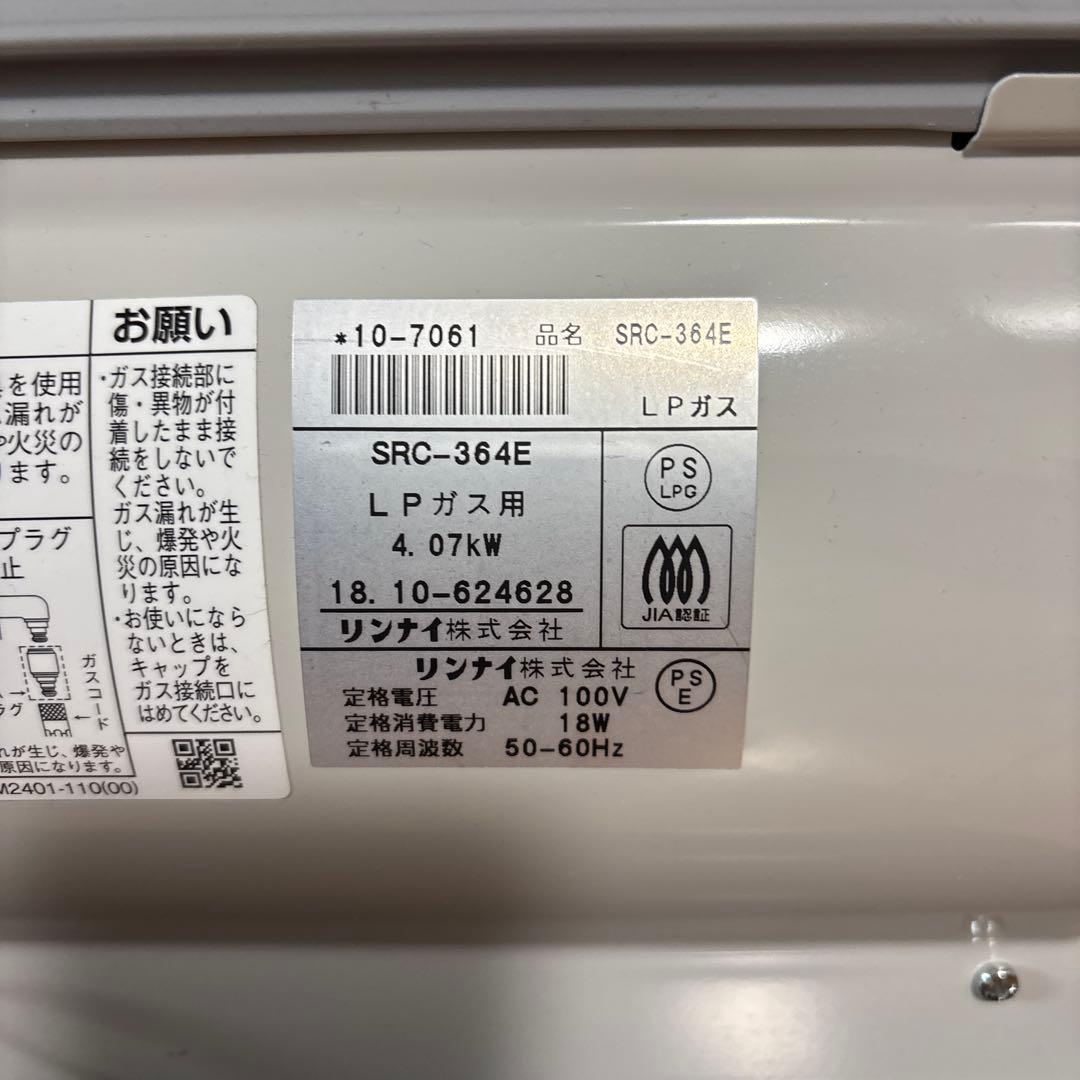 を使用
漏れが
や火災の
ます。
プラグ
止
ガスコード
プラグ
れが生じ、爆発や
原因になります。
M2401-110(00)
お願い
・ガス接続部に
傷・異物が付
着したまま接
続をしないで
ください。
ガス漏れが生
じ、爆発や火
災の原因にな
ります。
・お使いになら
ないときは、
キャップを
ガス接続口に
はめてください。
*10-7061 品名 SRC-364E
LPガス
SRC-364E
LPガス用
4.07kW
18.10-624628
リンナイ株式会社
PS
LPG
JIA認証
リンナイ株式会社
定格電圧 AC 100V
定格消費電力 18W
定格周波数 50-60Hz
PS
E